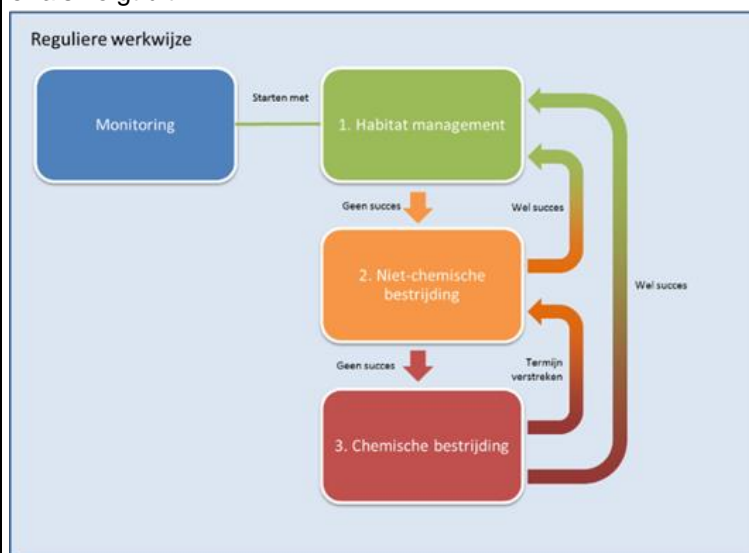 Reguliere werkwijze
Monitoring
Starten met
1. Habitat management
Geen succes
Wel succes
2. Niet-chemische
bestrijding
Wel succes
Geen succes
Termijn
verstreken
3. Chemische bestrijding